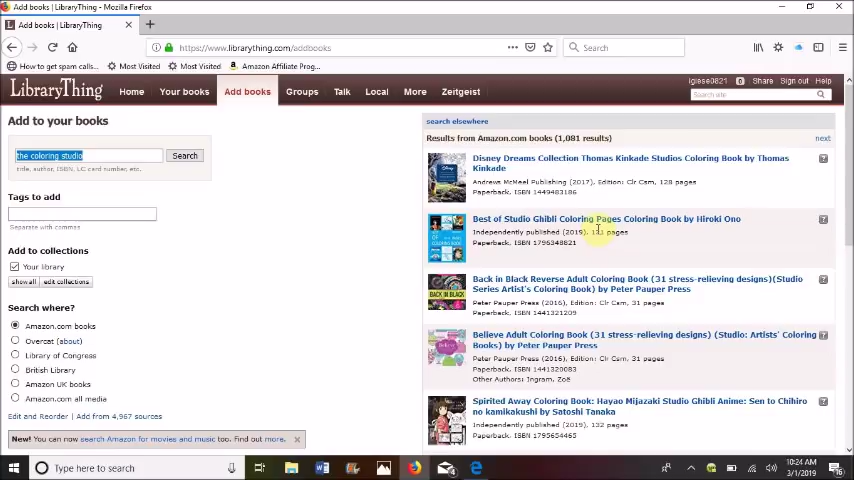 Add books | LibraryThing - Mozilla Firefox
Add books | LibraryThing
https://www.librarything.com/addbooks
Search
How to get spam calls...
Most Visited
Most Visited
Amazon Affiliate Prog...
LibraryThing
Home
Your books
Add books
Groups
Talk
Local
More
Zeitgeist
lglese0821
Share
Sign out
Help
Search site
Add to your books
the coloring studio
Search
title, author, ISBN, LC card number, etc.
Tags to add
Separate with commas
Add to collections
Your library
show all
edit collections
Search where?
Amazon.com books
Overcat (about)
Library of Congress
British Library
Amazon UK books
Amazon.com all media
Edit and Reorder | Add from 4,967 sources
New! You can now search Amazon for movies and music too. Find out more.
search elsewhere
Results from Amazon.com books (1,081 results)
next
Disney Dreams Collection Thomas Kinkade Studios Coloring Book by Thomas
Kinkade
Andrews McMeel Publishing (2017), Edition: Clr Csm, 128 pages
Paperback, ISBN 1449483186
Best of Studio Ghibli Coloring Pages Coloring Book by Hiroki Ono
Independently published (2019), 131 pages
Paperback, ISBN 1796348821
Back in Black Reverse Adult Coloring Book (31 stress-relieving designs)(Studio
Series Artist's Coloring Book) by Peter Pauper Press
Peter Pauper Press (2016), Edition: Clr Csm, 31 pages
Paperback, ISBN 1441321209
Believe Adult Coloring Book (31 stress-relieving designs) (Studio: Artists' Coloring
Books) by Peter Pauper Press
Peter Pauper Press (2016), Edition: Clr Csm, 31 pages
Paperback, ISBN 1441320083
Other Authors: Ingram, Zoë
Spirited Away Coloring Book: Hayao Mijazaki Studio Ghibli Anime: Sen to Chihiro
no kamikakushi by Satoshi Tanaka
Independently published (2019), 132 pages
Paperback, ISBN 1795654465
Type here to search
10:24 AM
3/1/2019